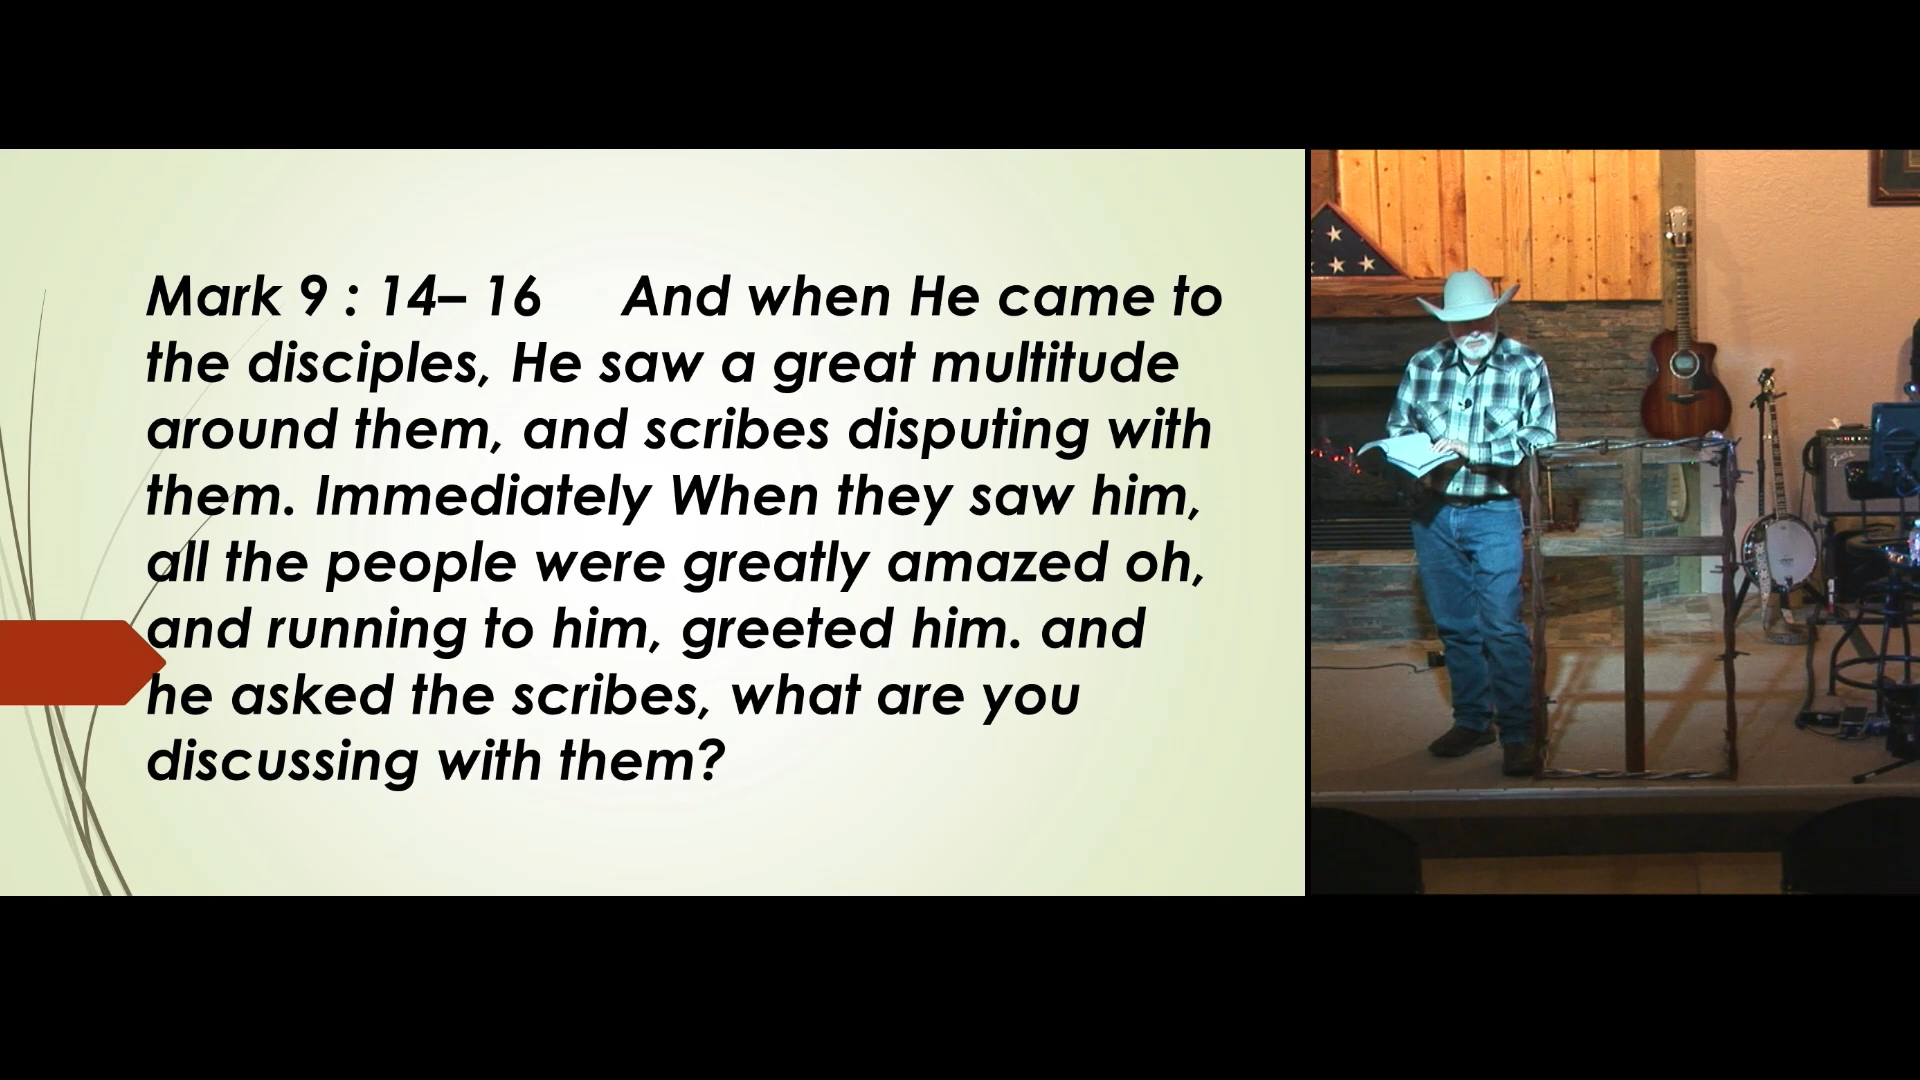 Mark 9 : 14– 16 And when He came to
the disciples, He saw a great multitude
around them, and scribes disputing with
them. Immediately When they saw him,
all the people were greatly amazed oh,
and running to him, greeted him. and
he asked the scribes, what are you
discussing with them?